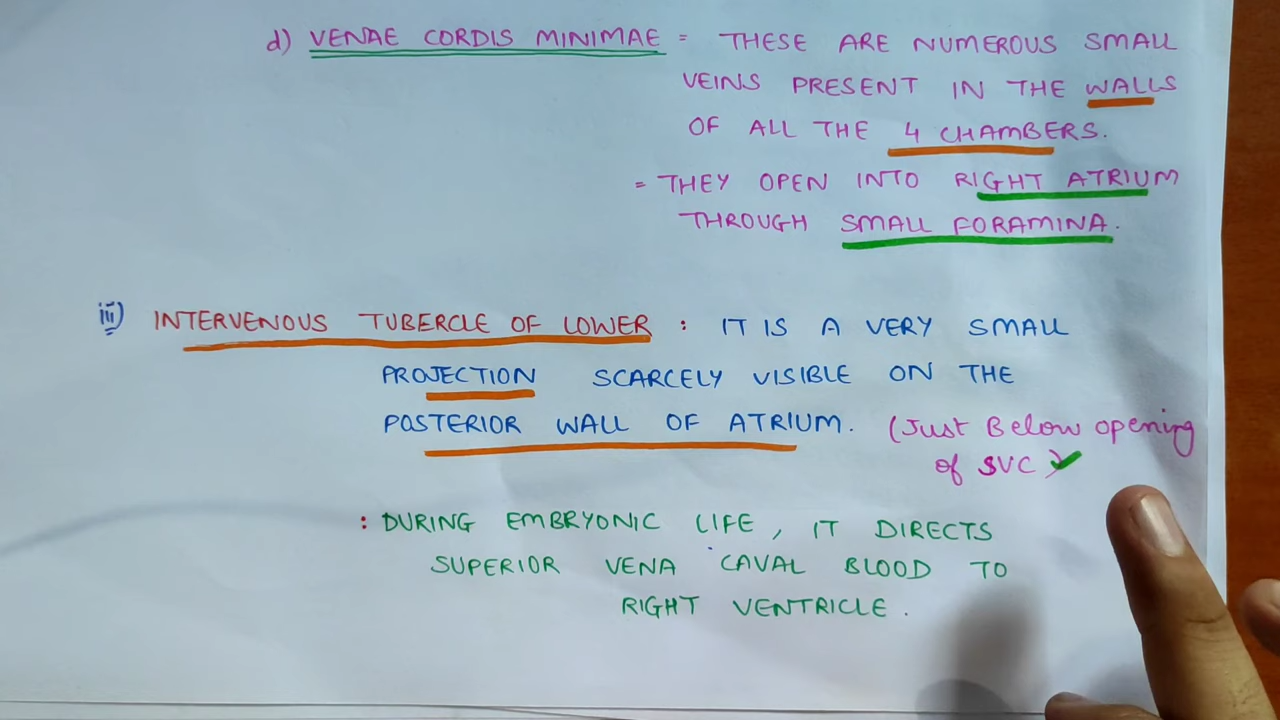 d) VENAE CORDIS MINIMAE = THESE ARE NUMEROUS SMALL
VEINS PRESENT IN THE WALLS
OF ALL THE 4 CHAMBERS.
= THEY OPEN INTO RIGHT ATRIUM
THROUGH SMALL FORAMINA.
iii) INTERVENOUS TUBERCLE OF LOWER : IT IS A VERY SMALL
PROJECTION SCARCELY VISIBLE ON THE
POSTERIOR WALL OF ATRIUM. (Just Below opening
of SVC)
: DURING EMBRYONIC LIFE, IT DIRECTS
SUPERIOR VENA CAVAL BLOOD TO
RIGHT VENTRICLE.